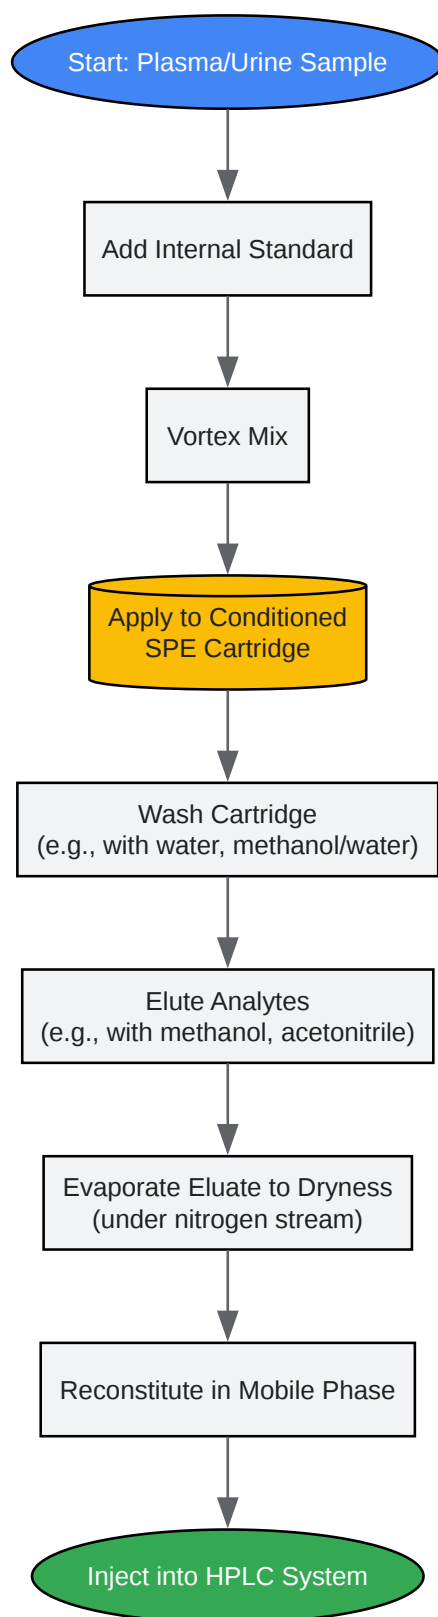 Start: Plasma/Urine Sample
Add Internal Standard
Vortex Mix
Apply to Conditioned
SPE Cartridge
Wash Cartridge
(e.g., with water, methanol/water)
Elute Analytes
(e.g., with methanol, acetonitrile)
Evaporate Eluate to Dryness
(under nitrogen stream)
Reconstitute in Mobile Phase
Inject into HPLC System